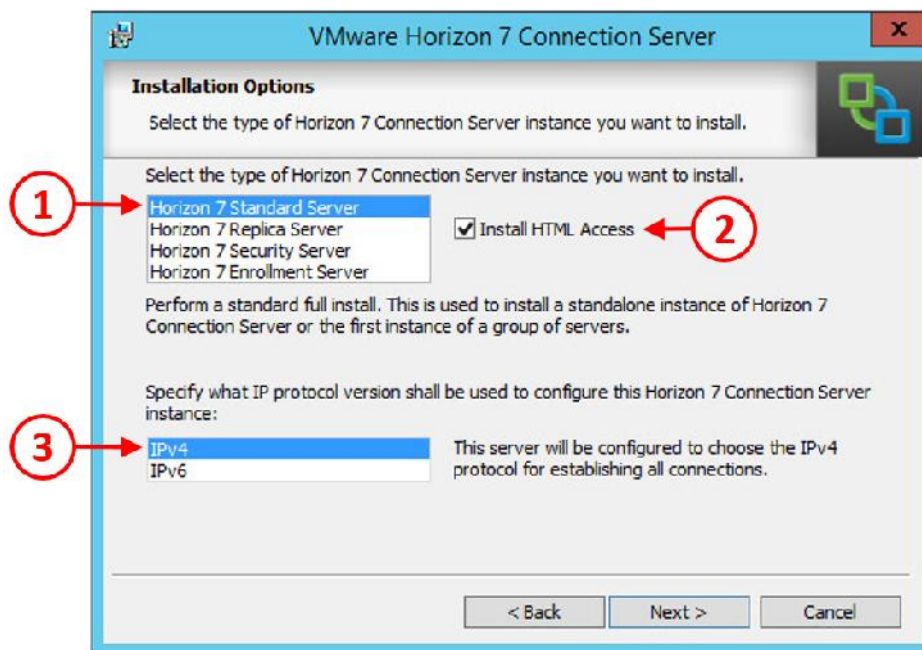 VMware Horizon 7 Connection Server
x
Installation Options
Select the type of Horizon 7 Connection Server instance you want to install.
Select the type of Horizon 7 Connection Server instance you want to install.
1
Horizon 7 Standard Server
Horizon 7 Replica Server
Horizon 7 Security Server
Horizon 7 Enrollment Server
Install HTML Access
2
Perform a standard full install. This is used to install a standalone instance of Horizon 7
Connection Server or the first instance of a group of servers.
Specify what IP protocol version shall be used to configure this Horizon 7 Connection Server
instance:
3
IPv4
IPv6
This server will be configured to choose the IPv4
protocol for establishing all connections.
< Back
Next >
Cancel